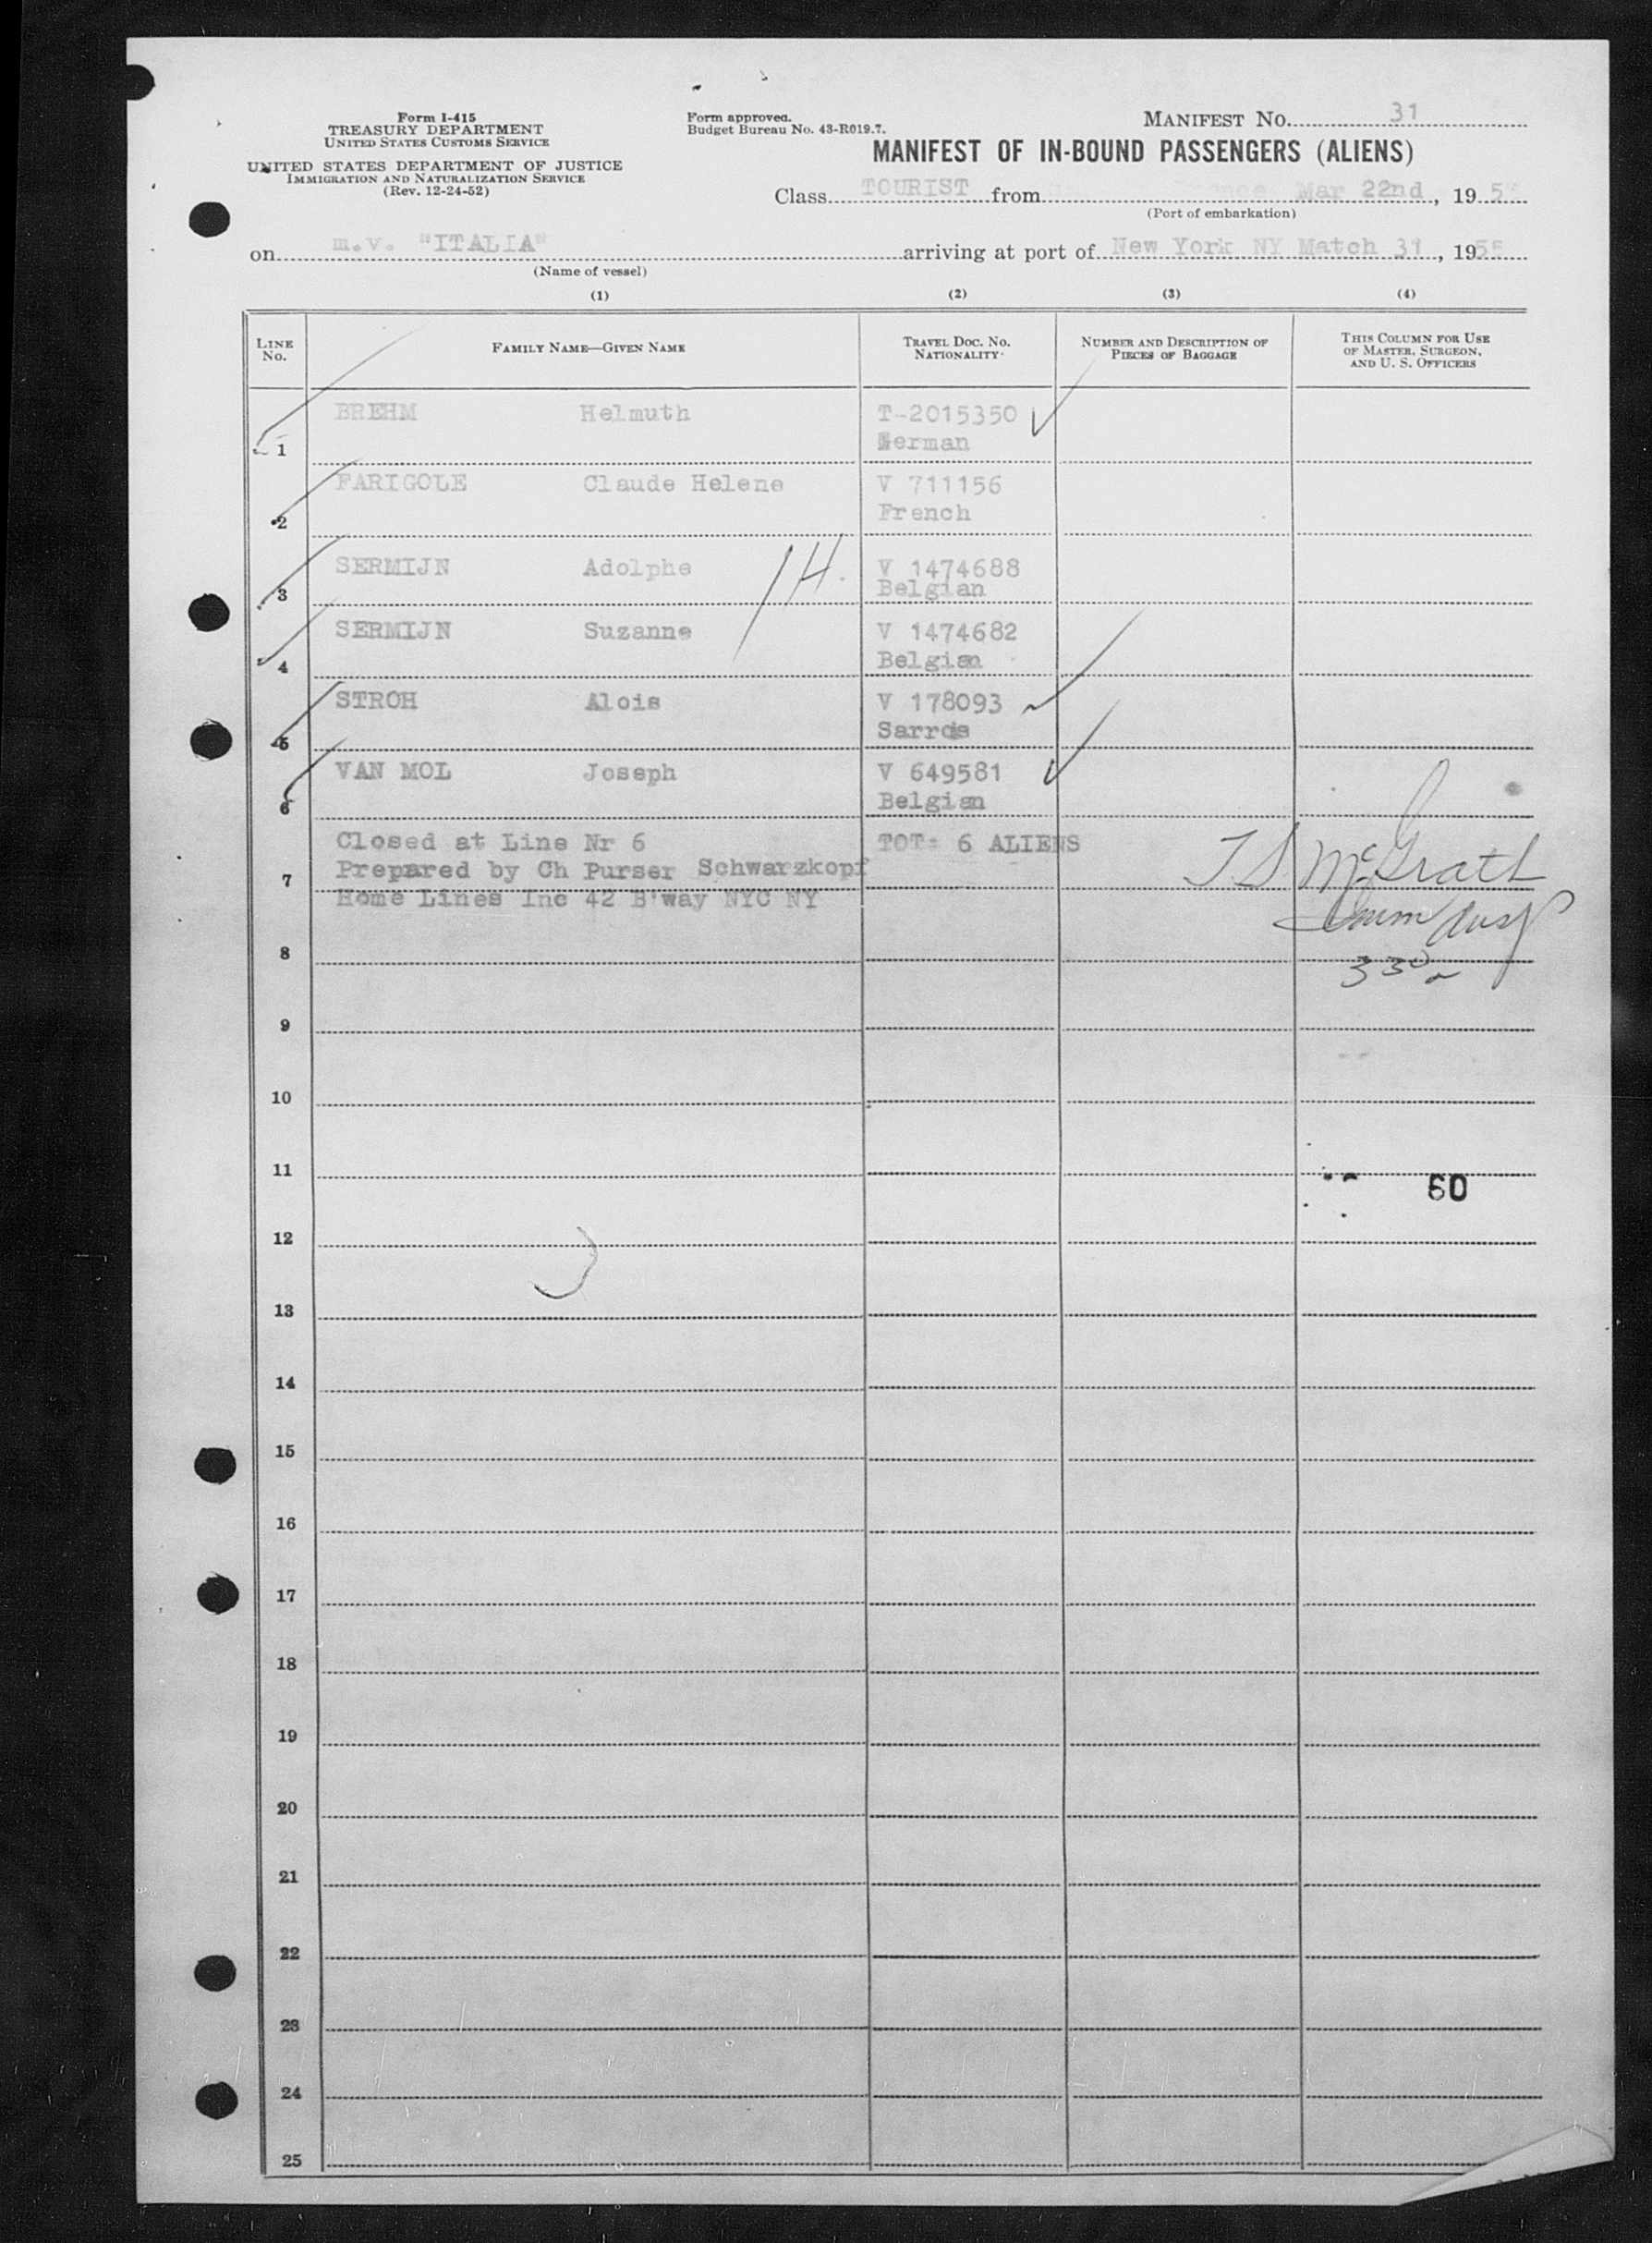 Form I-415
TREASURY DEPARTMENT
UNITED STATES CUSTOMS SERVICE
UNITED STATES DEPARTMENT OF JUSTICE
IMMIGRATION AND NATURALIZATION SERVICE
(Rev. 12-24-52)
Form approved.
Budget Bureau No. 43-R019.7.
MANIFEST No. 31
MANIFEST OF IN-BOUND PASSENGERS (ALIENS)
Class TOURIST from Mar 22nd, 1955
(Port of embarkation)
on m.v. "ITALIA" arriving at port of New York NY Match 31, 1955
(Name of vessel)
(1) (2) (3) (4)
LINE No. FAMILY NAME—GIVEN NAME TRAVEL DOC. NO. NATIONALITY NUMBER AND DESCRIPTION OF PIECES OF BAGGAGE THIS COLUMN FOR USE OF MASTER, SURGEON, AND U. S. OFFICERS
1 BREHM Helmuth T-2015350
German
2 FARIGOLE Claude Helene V 711156
French
3 SERMIJN Adolphe 14. V 1474688
Belgian
4 SERMIJN Suzanne V 1474682
Belgian
5 STROH Alois V 178093
Sarrois
6 VAN MOL Joseph V 649581
Belgian
Closed at Line Nr 6 TOT: 6 ALIENS
7 Prepared by Ch Purser Schwarzkopf
Home Lines Inc 42 B'way NYC NY
McGrath
Imm
330
8
9
10
11
60
12
13
14
15
16
17
18
19
20
21
22
23
24
25